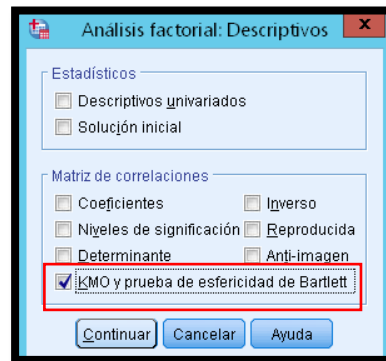 Análisis factorial: Descriptivos
x
Estadísticos
Descriptivos univariados
Solución inicial
Matriz de correlaciones
Coeficientes Inverso
Niveles de significación Reproducida
Determinante Anti-imagen
KMO y prueba de esfericidad de Bartlett
Continuar Cancelar Ayuda